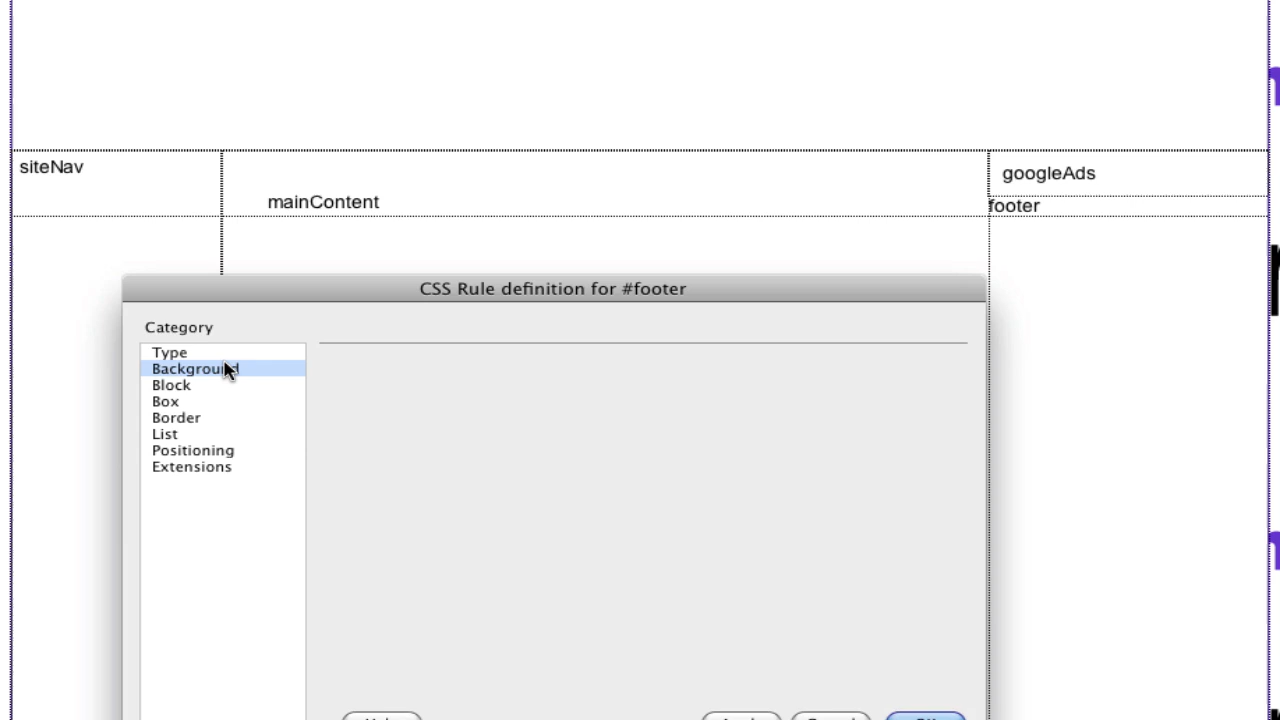 siteNav
googleAds
mainContent
footer
CSS Rule definition for #footer
Category
Type
Background
Block
Box
Border
List
Positioning
Extensions